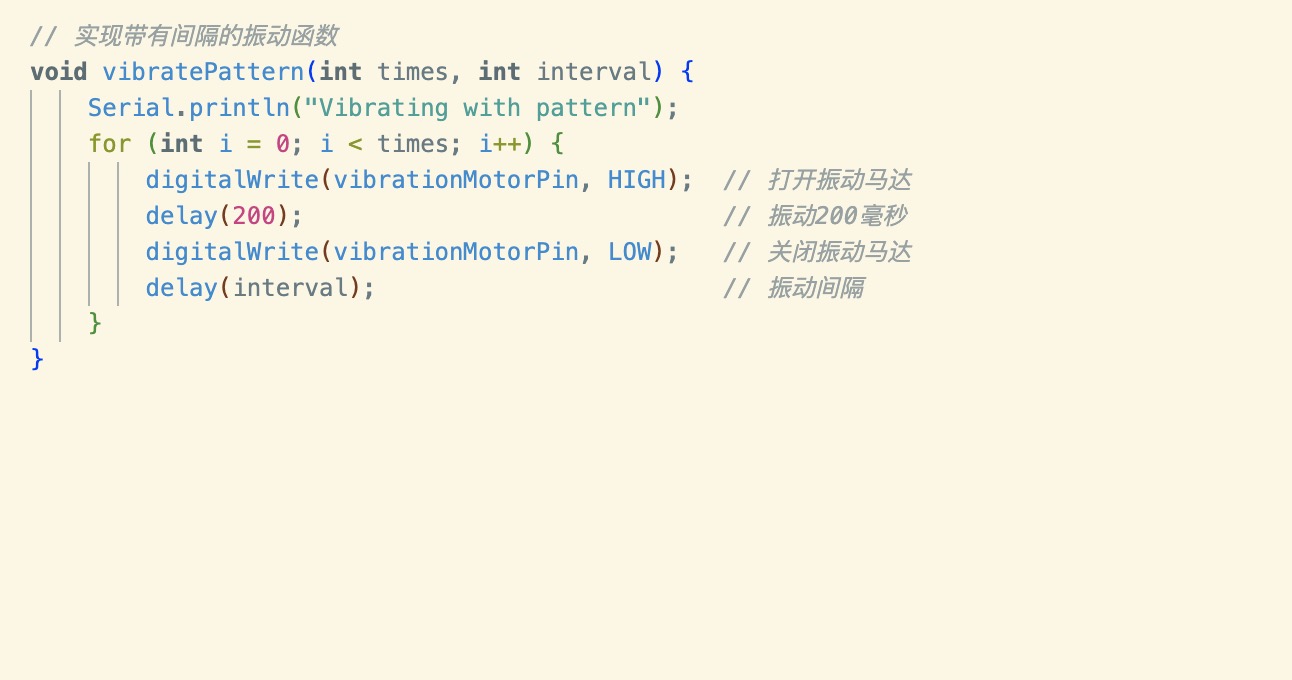 // 实现带有间隔的振动函数
void vibratePattern(int times, int interval) {
    Serial.println("Vibrating with pattern");
    for (int i = 0; i < times; i++) {
        digitalWrite(vibrationMotorPin, HIGH);  // 打开振动马达
        delay(200);                             // 振动200毫秒
        digitalWrite(vibrationMotorPin, LOW);   // 关闭振动马达
        delay(interval);                        // 振动间隔
    }
}